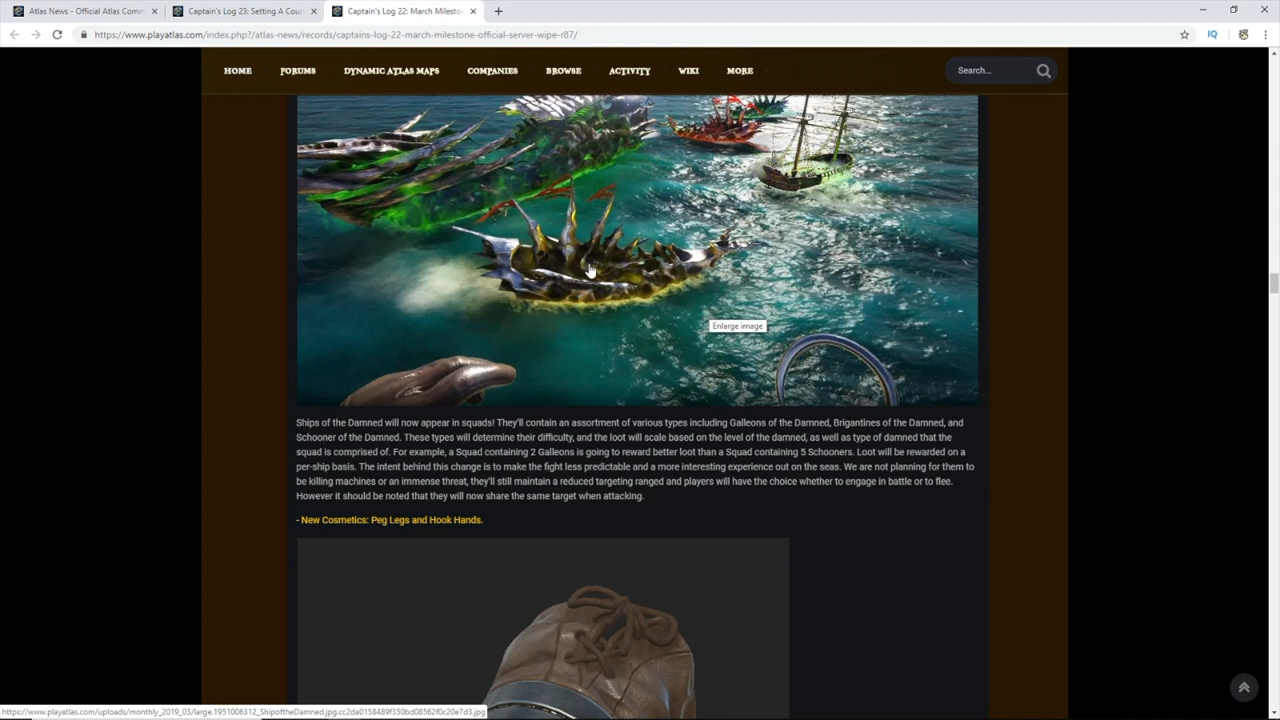 Atlas News - Official Atlas Comm
Captain's Log 23: Setting A Cours
Captain's Log 22: March Milesto
https://www.playatlas.com/index.php?/atlas-news/records/captains-log-22-march-milestone-official-server-wipe-r87/
HOME FORUMS DYNAMIC ATLAS MAPS COMPANIES BROWSE ACTIVITY WIKI MORE Search...
Enlarge image
Ships of the Damned will now appear in squads! They'll contain an assortment of various types including Galleons of the Damned, Brigantines of the Damned, and
Schooner of the Damned. These types will determine their difficulty, and the loot will scale based on the level of the damned, as well as type of damned that the
squad is comprised of. For example, a Squad containing 2 Galleons is going to reward better loot than a Squad containing 5 Schooners. Loot will be rewarded on a
per-ship basis. The intent behind this change is to make the fight less predictable and a more interesting experience out on the seas. We are not planning for them to
be killing machines or an immense threat, they'll still maintain a reduced targeting ranged and players will have the choice whether to engage in battle or to flee.
However it should be noted that they will now share the same target when attacking.
- New Cosmetics: Peg Legs and Hook Hands.
https://www.playatlas.com/uploads/monthly_2019_03/large.1951006312_ShipoftheDamned.jpg.cc2da0158489f350bd08562f0c20e7d3.jpg